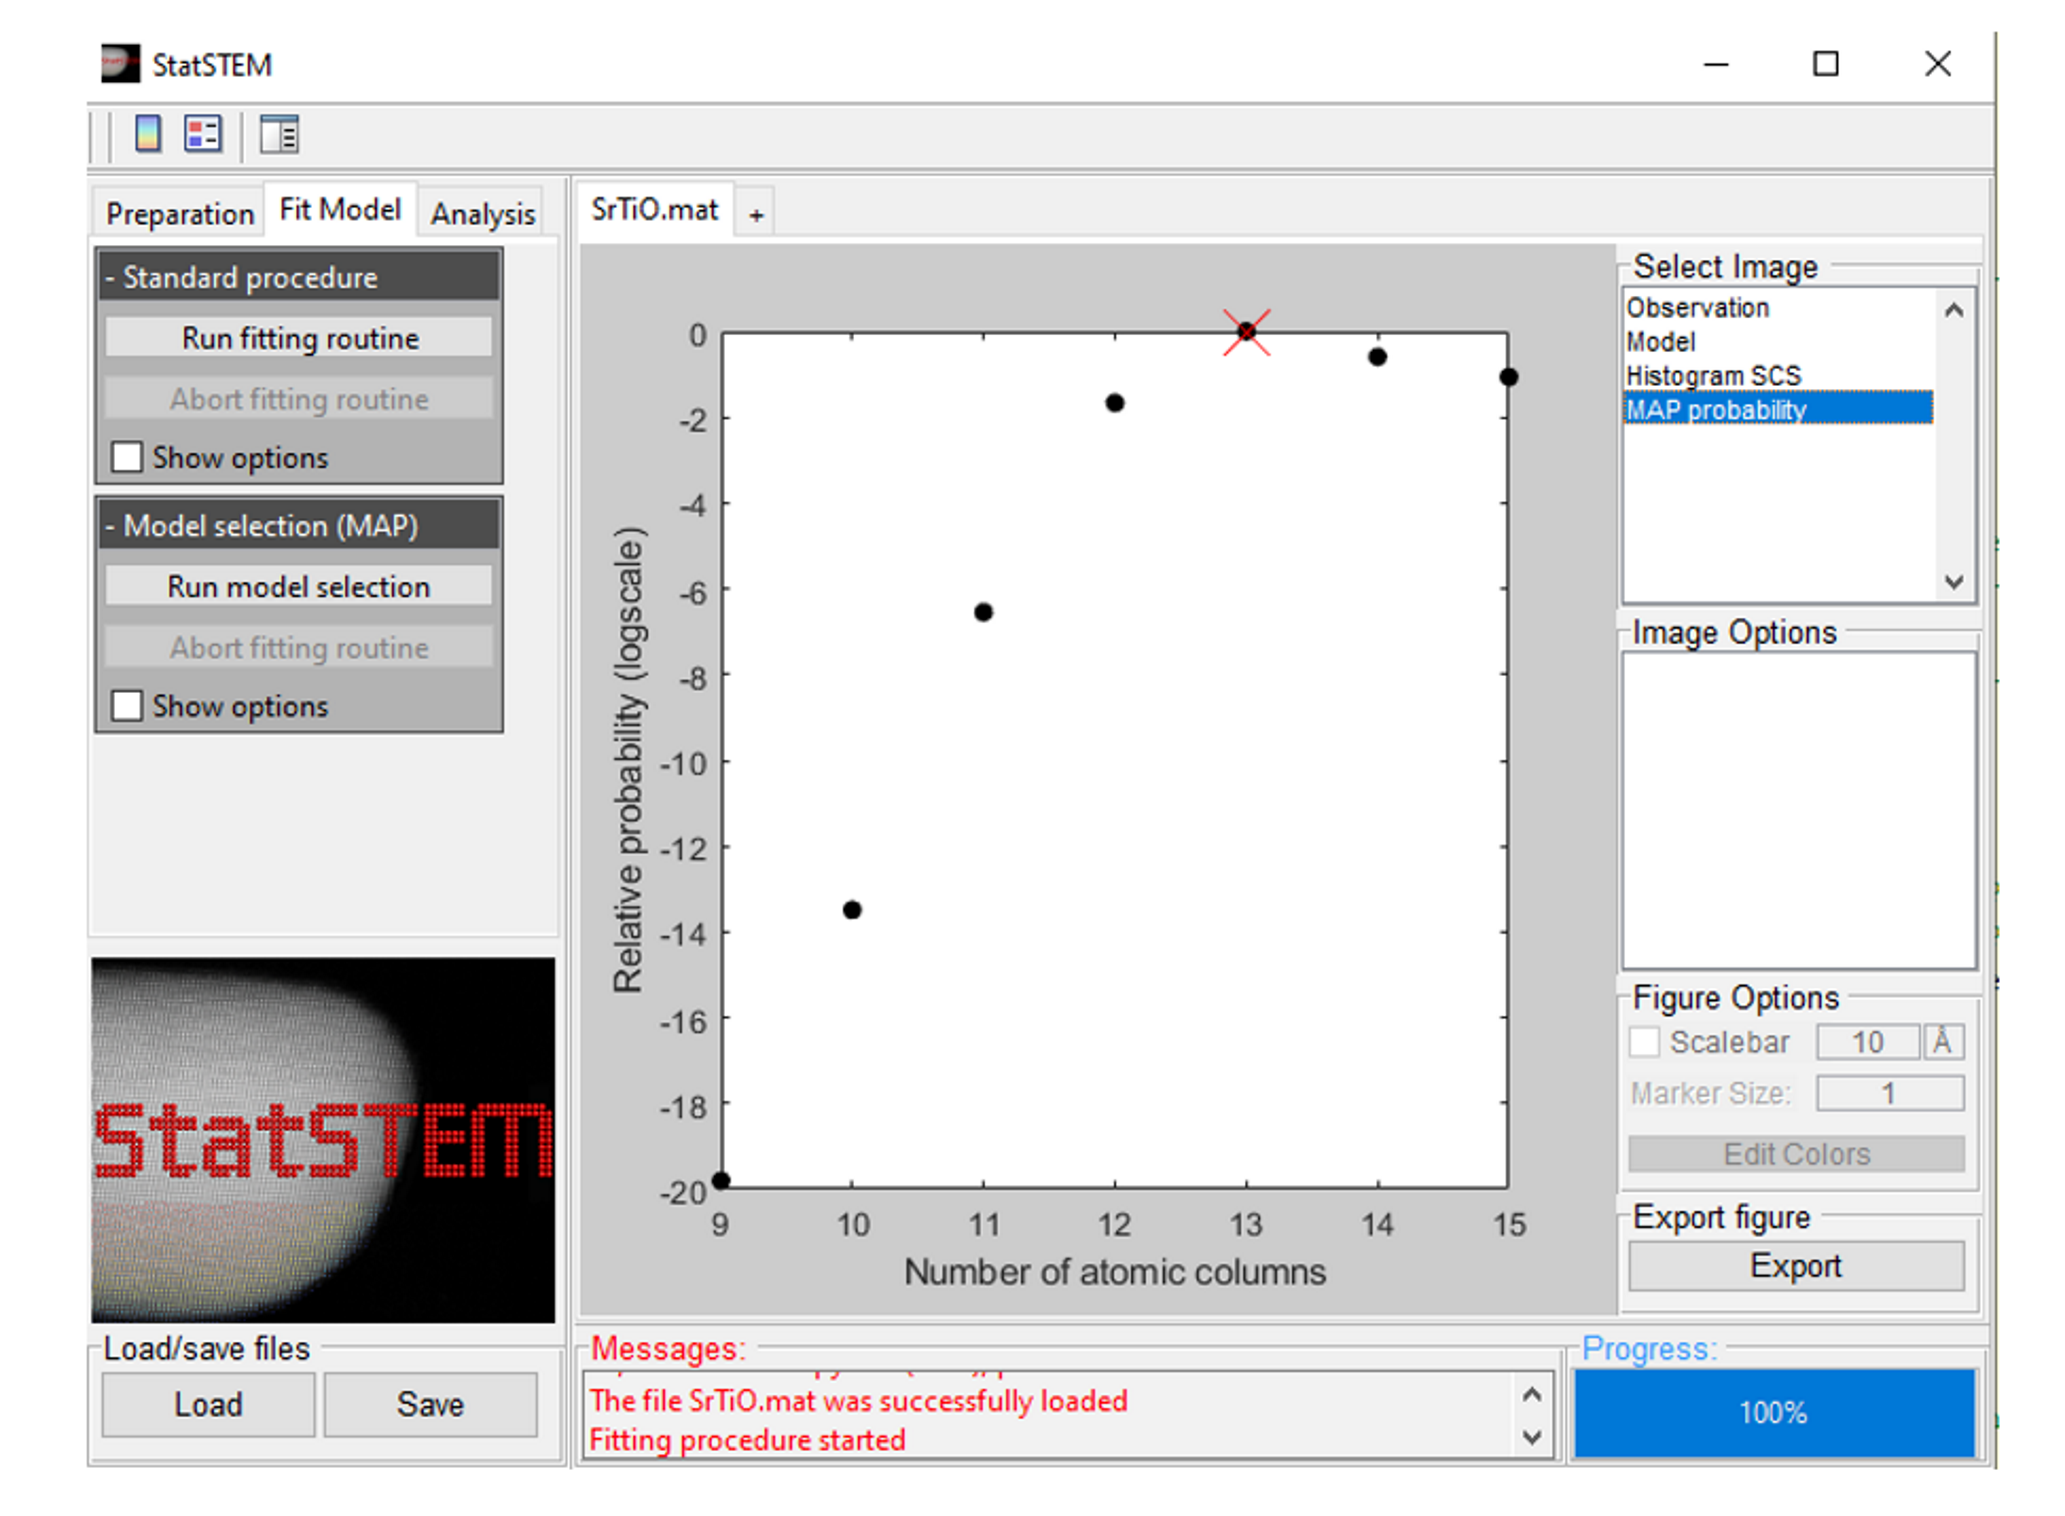 StatSTEM
Preparation Fit Model Analysis
- Standard procedure
Run fitting routine
Abort fitting routine
Show options
- Model selection (MAP)
Run model selection
Abort fitting routine
Show options
StatSTEM
Load/save files
Load Save
SrTiO.mat +
0
-2
-4
-6
-8
-10
-12
-14
-16
-18
-20
Relative probability (logscale)
9 10 11 12 13 14 15
Number of atomic columns
Select Image
Observation
Model
Histogram SCS
MAP probability
Image Options
Figure Options
Scalebar 10 Å
Marker Size: 1
Edit Colors
Export figure
Export
Messages:
The file SrTiO.mat was successfully loaded
Fitting procedure started
Progress:
100%